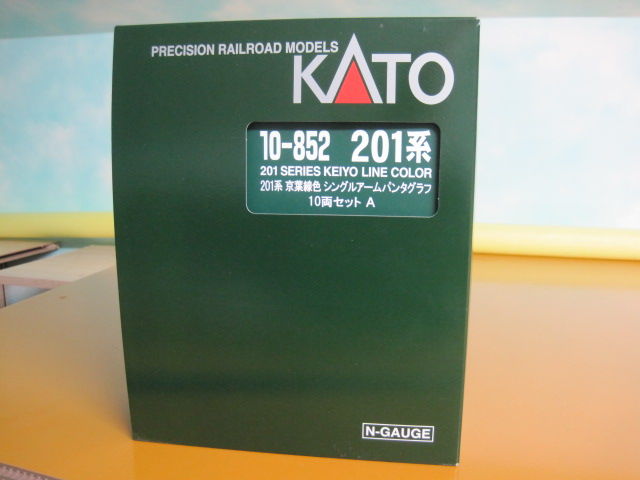 PRECISION RAILROAD MODELS
KATO
10-852 201系
201 SERIES KEIYO LINE COLOR
201系 京葉線色 シングルアームパンタグラフ
10両セット A
N-GAUGE